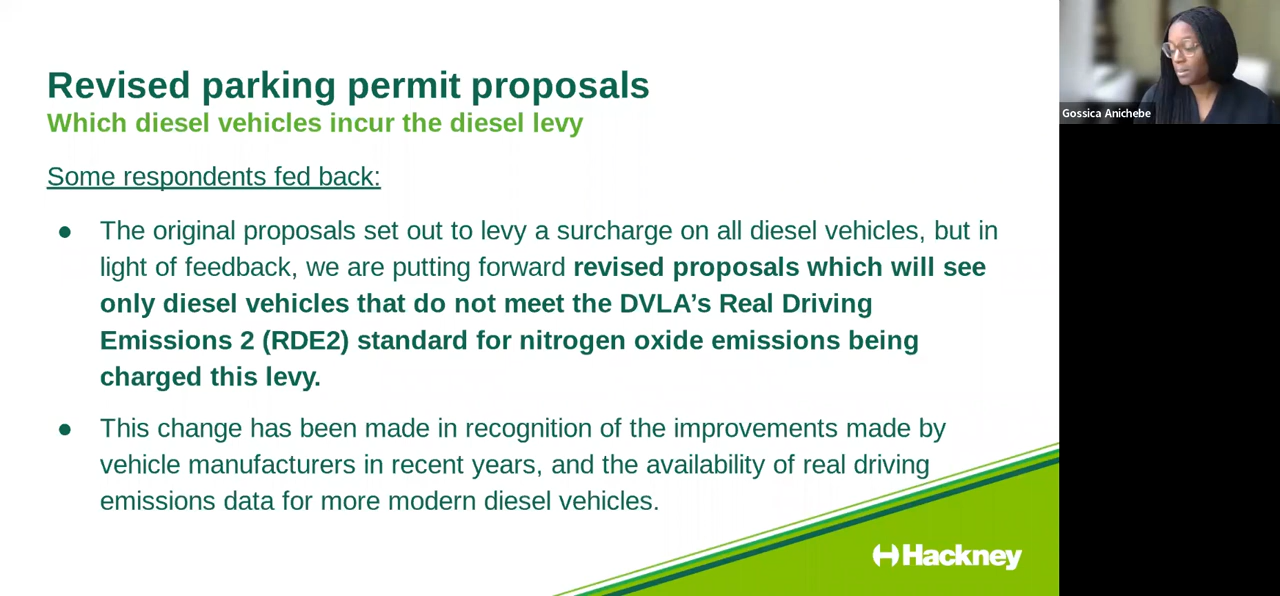 Revised parking permit proposals
Which diesel vehicles incur the diesel levy
Some respondents fed back:
● The original proposals set out to levy a surcharge on all diesel vehicles, but in
light of feedback, we are putting forward revised proposals which will see
only diesel vehicles that do not meet the DVLA’s Real Driving
Emissions 2 (RDE2) standard for nitrogen oxide emissions being
charged this levy.
● This change has been made in recognition of the improvements made by
vehicle manufacturers in recent years, and the availability of real driving
emissions data for more modern diesel vehicles.
Hackney
Gossica Anichebe